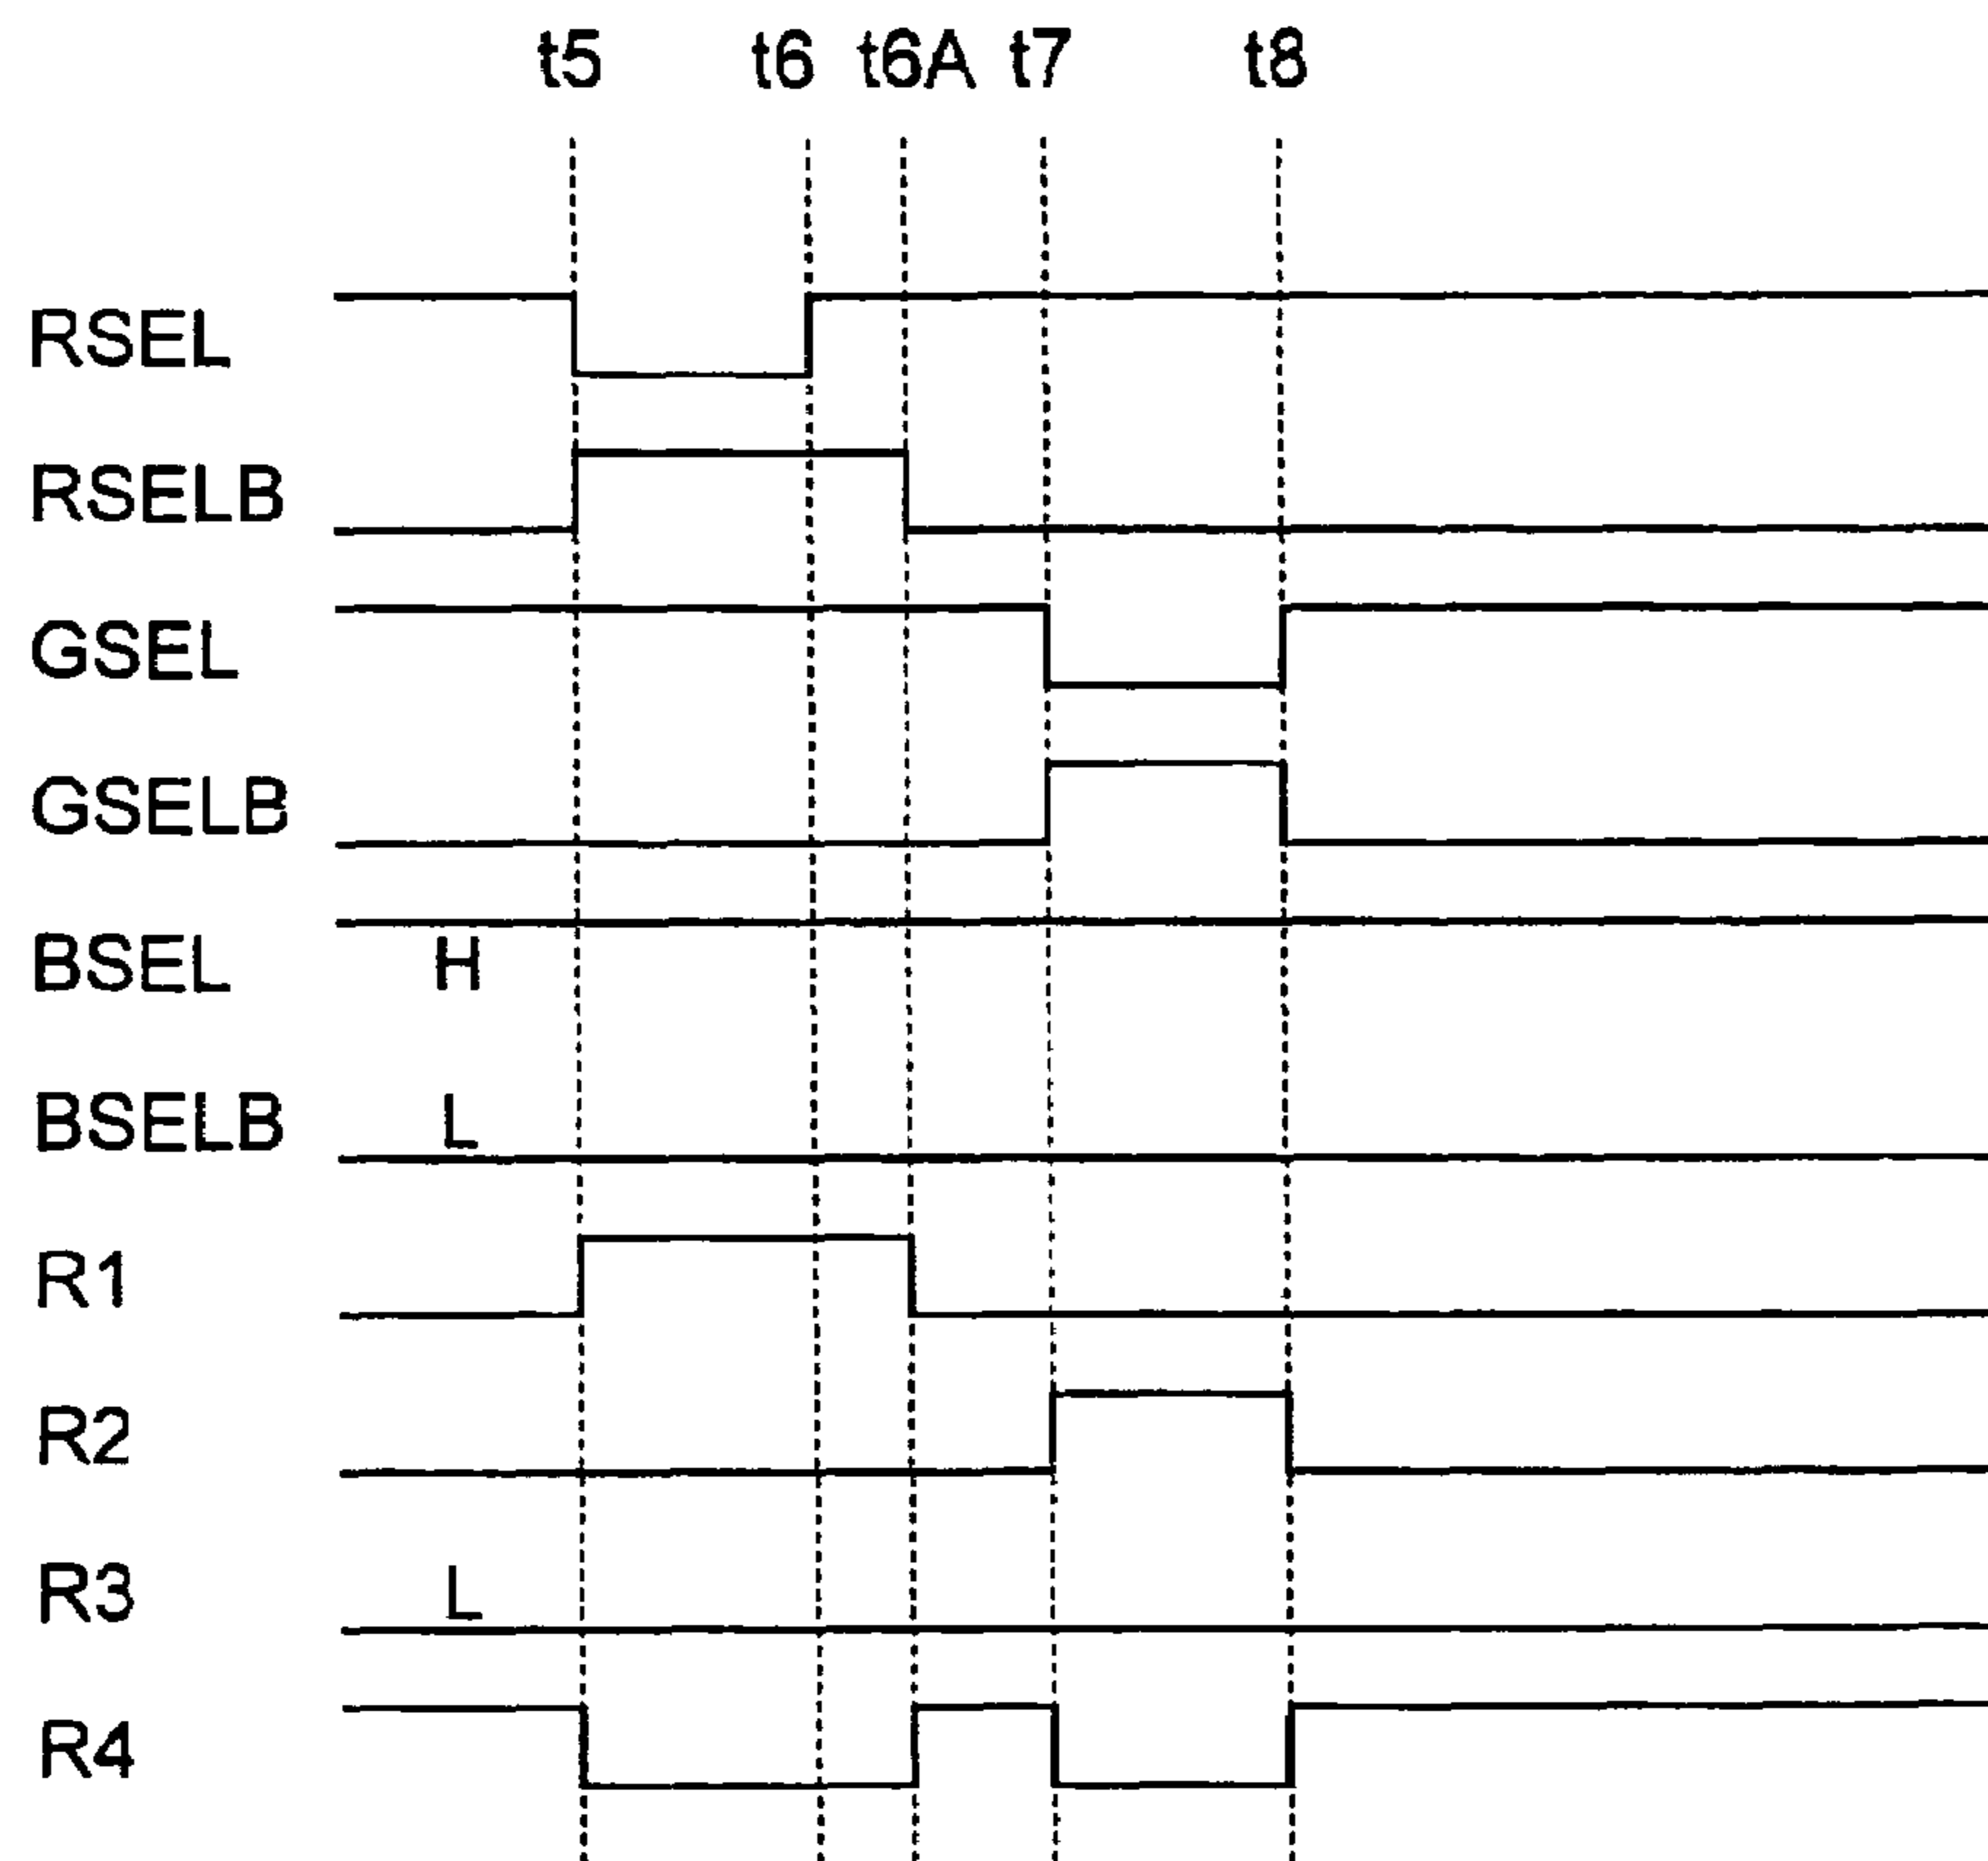 t5 t6 t6A t7 t8
RSEL
RSELB
GSEL
GSELB
BSEL H
BSELB L
R1
R2
R3 L
R4